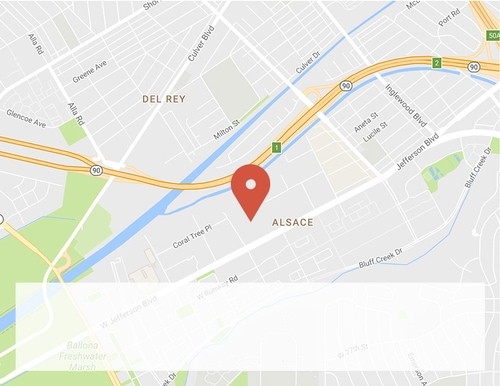 Port Rd
50A
Alla Rd
Culver Blvd
Culver Dr
2
90
Greene Ave
90
DEL REY
Inglewood Blvd
Alla Rd
Glencoe Ave
Milton St
Aneta St
Lucile St
1
Jefferson Blvd
90
Bluff Creek Dr
ALSACE
Coral Tree Pl
Bluff Creek Dr
W Runway Rd
W Jefferson Blvd
Ballona
Freshwater
Marsh
W 77th St